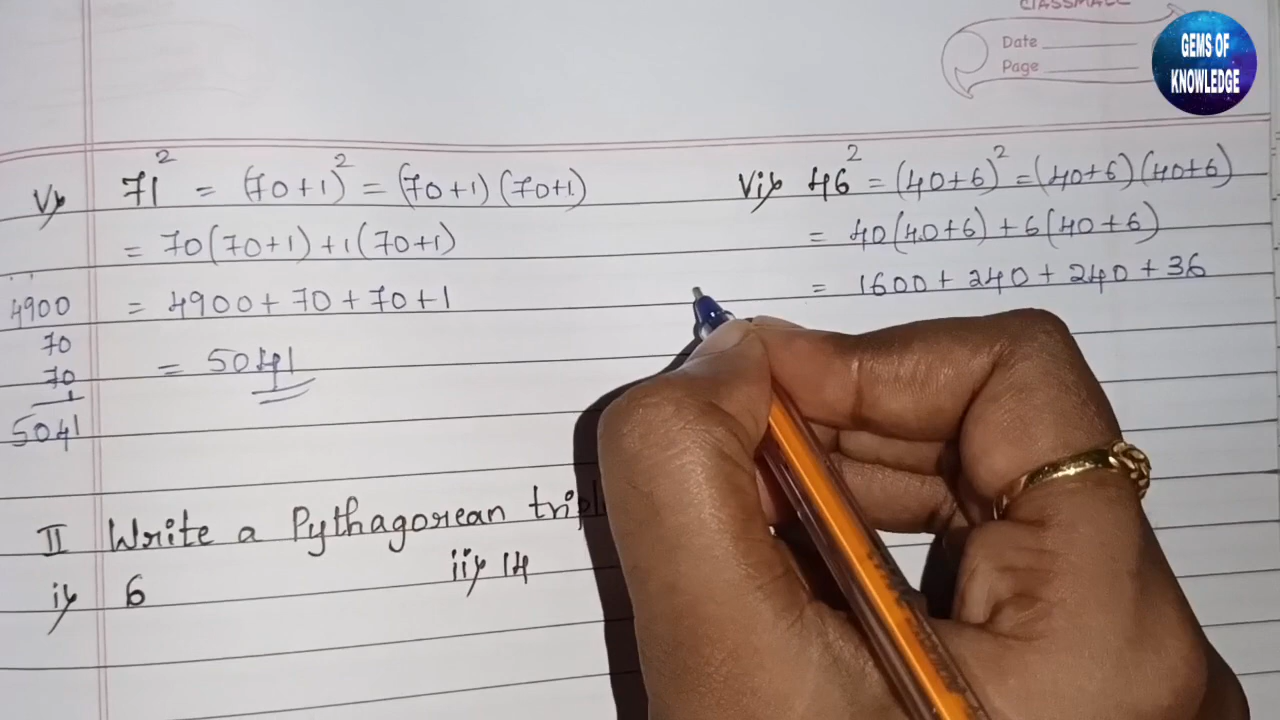 CLASSMATE
Date
Page
GEMS OF
KNOWLEDGE
v) 71² = (70+1)² = (70+1)(70+1)
= 70(70+1)+1(70+1)
= 4900+70+70+1
= 5041
4900
70
70
1
5041
vi) 46² = (40+6)² = (40+6)(40+6)
= 40(40+6)+6(40+6)
= 1600+240+240+36
II Write a Pythagorean
i) 6 ii) 14